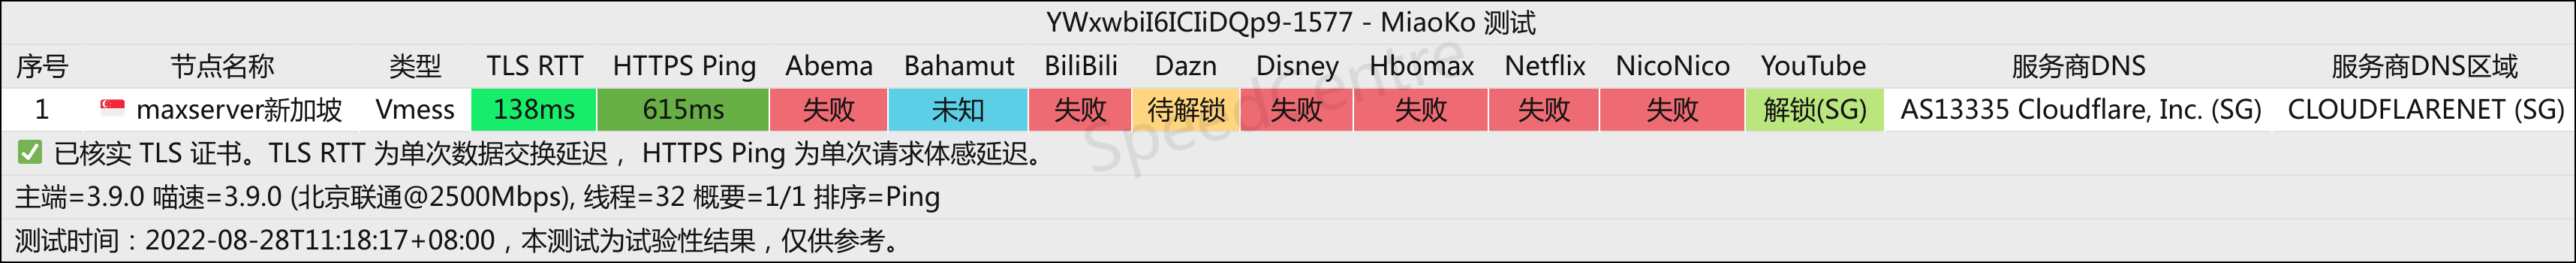 YWxwbiI6ICIiDQp9-1577 - MiaoKo 测试
序号 节点名称 类型 TLS RTT HTTPS Ping Abema Bahamut BiliBili Dazn Disney Hbomax Netflix NicoNico YouTube 服务商DNS 服务商DNS区域
1 🇸🇬 maxserver新加坡 Vmess 138ms 615ms 失败 未知 失败 待解锁 失败 失败 失败 失败 解锁(SG) AS13335 Cloudflare, Inc. (SG) CLOUDFLARENET (SG)
✅ 已核实 TLS 证书。TLS RTT 为单次数据交换延迟， HTTPS Ping 为单次请求体感延迟。
主端=3.9.0 喵速=3.9.0 (北京联通@2500Mbps), 线程=32 概要=1/1 排序=Ping
测试时间：2022-08-28T11:18:17+08:00，本测试为试验性结果，仅供参考。
SpeedCentre